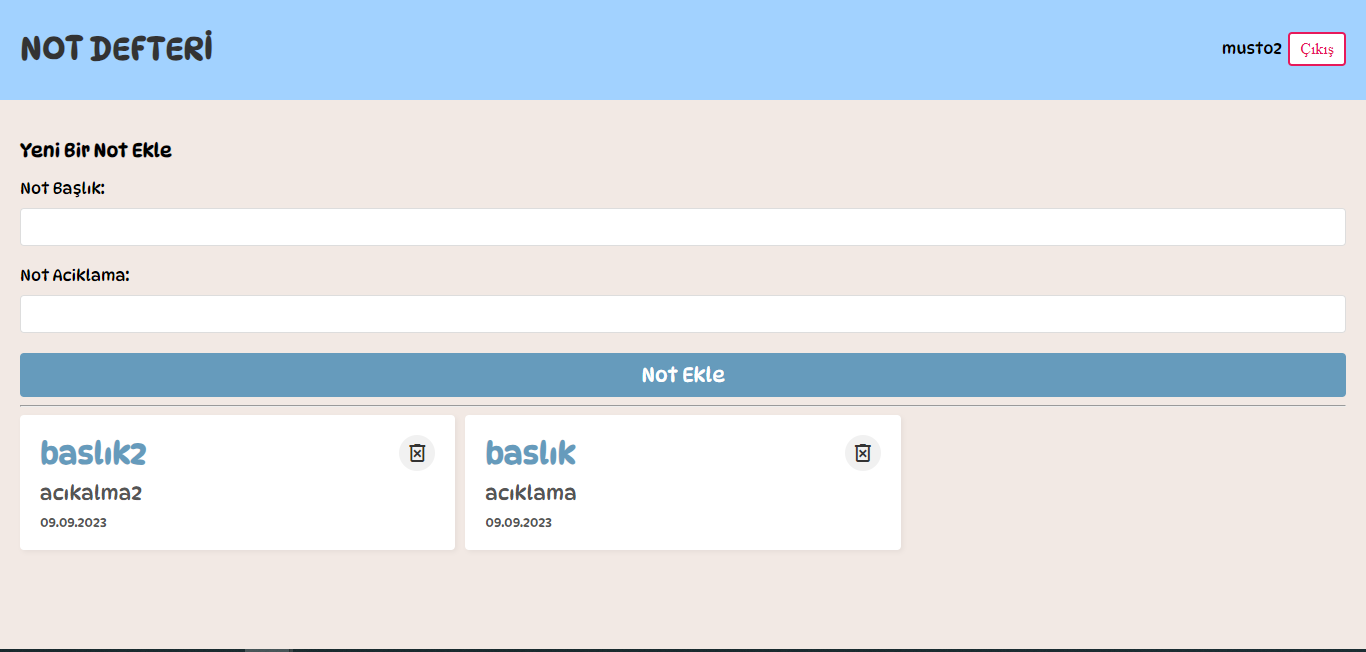 NOT DEFTERİ
musto2 Çıkış
Yeni Bir Not Ekle
Not Başlık:
Not Aciklama:
Not Ekle
baslık2
acıkalma2
09.09.2023
baslık
acıklama
09.09.2023